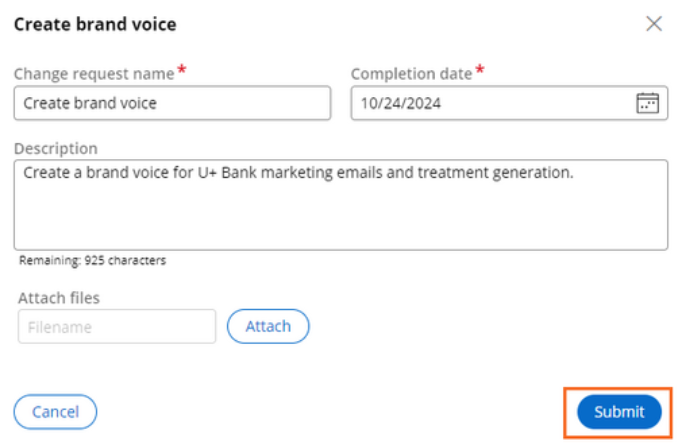 Create brand voice
Change request name *
Completion date *
Create brand voice
10/24/2024
Description
Create a brand voice for U+ Bank marketing emails and treatment generation.
Remaining: 925 characters
Attach files
Filename
Attach
Cancel
Submit